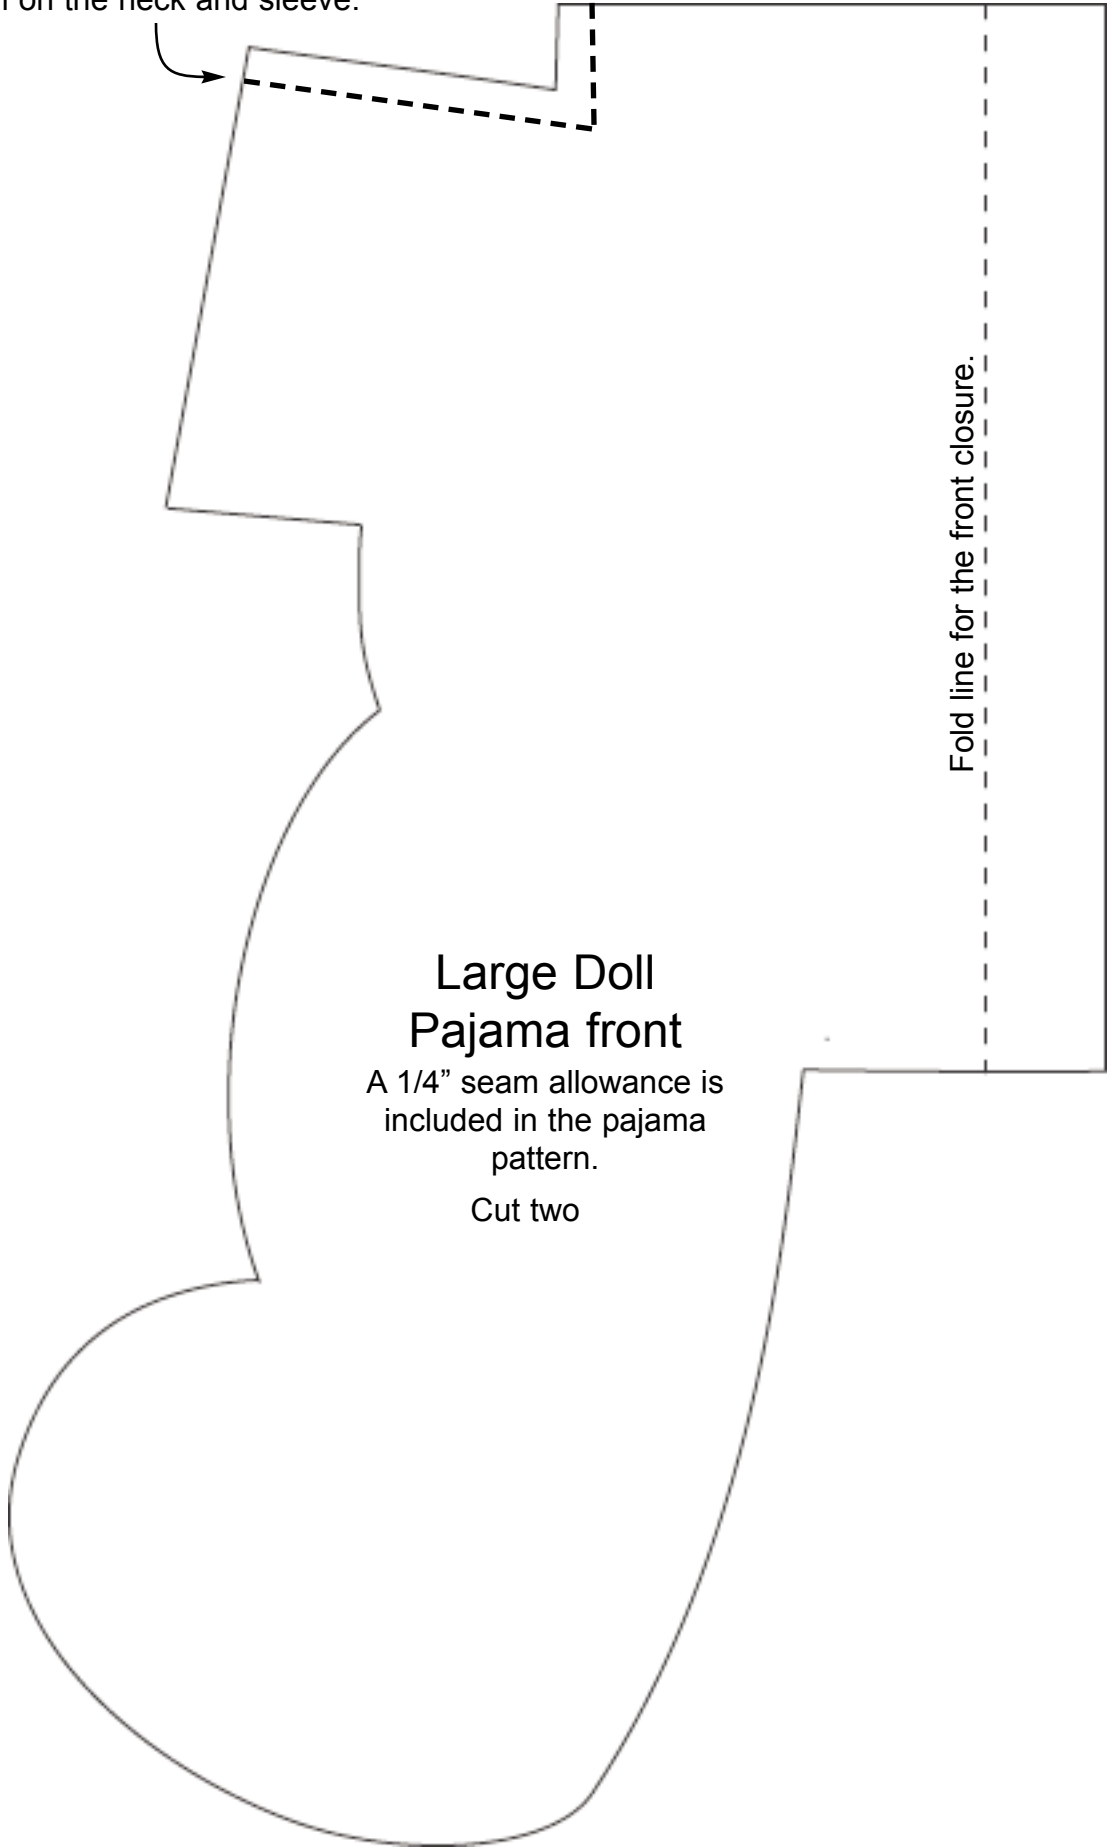 on the neck and sleeve.
Fold line for the front closure.
Large Doll
Pajama front
A 1/4” seam allowance is
included in the pajama
pattern.
Cut two